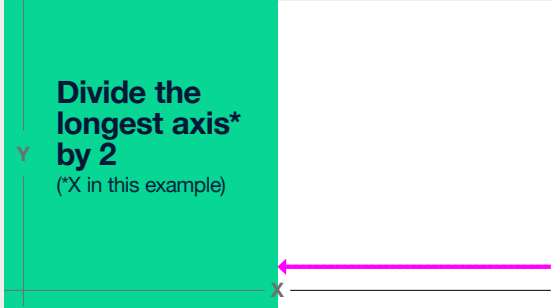 Divide the
longest axis*
by 2
(*X in this example)
Y
X